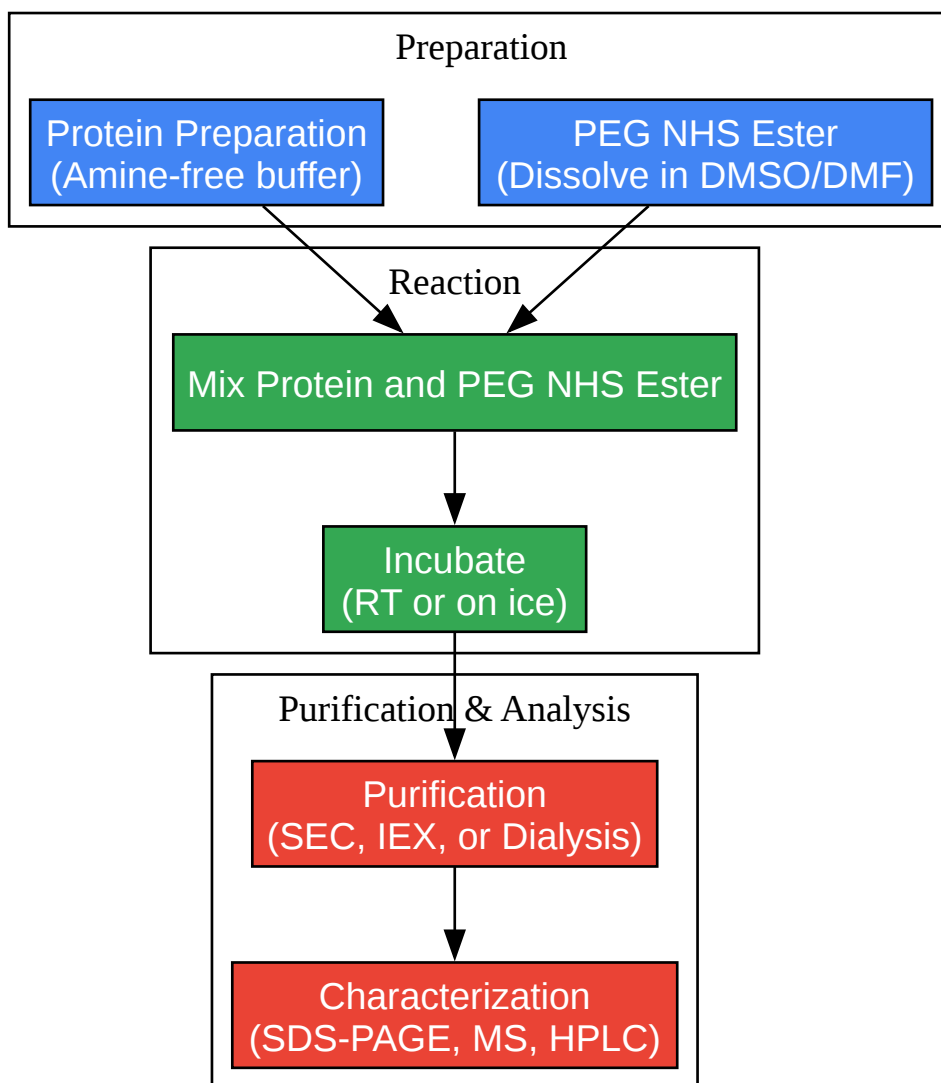 Preparation
Protein Preparation
(Amine-free buffer)
PEG NHS Ester
(Dissolve in DMSO/DMF)
Reaction
Mix Protein and PEG NHS Ester
Incubate
(RT or on ice)
Purification & Analysis
Purification
(SEC, IEX, or Dialysis)
Characterization
(SDS-PAGE, MS, HPLC)